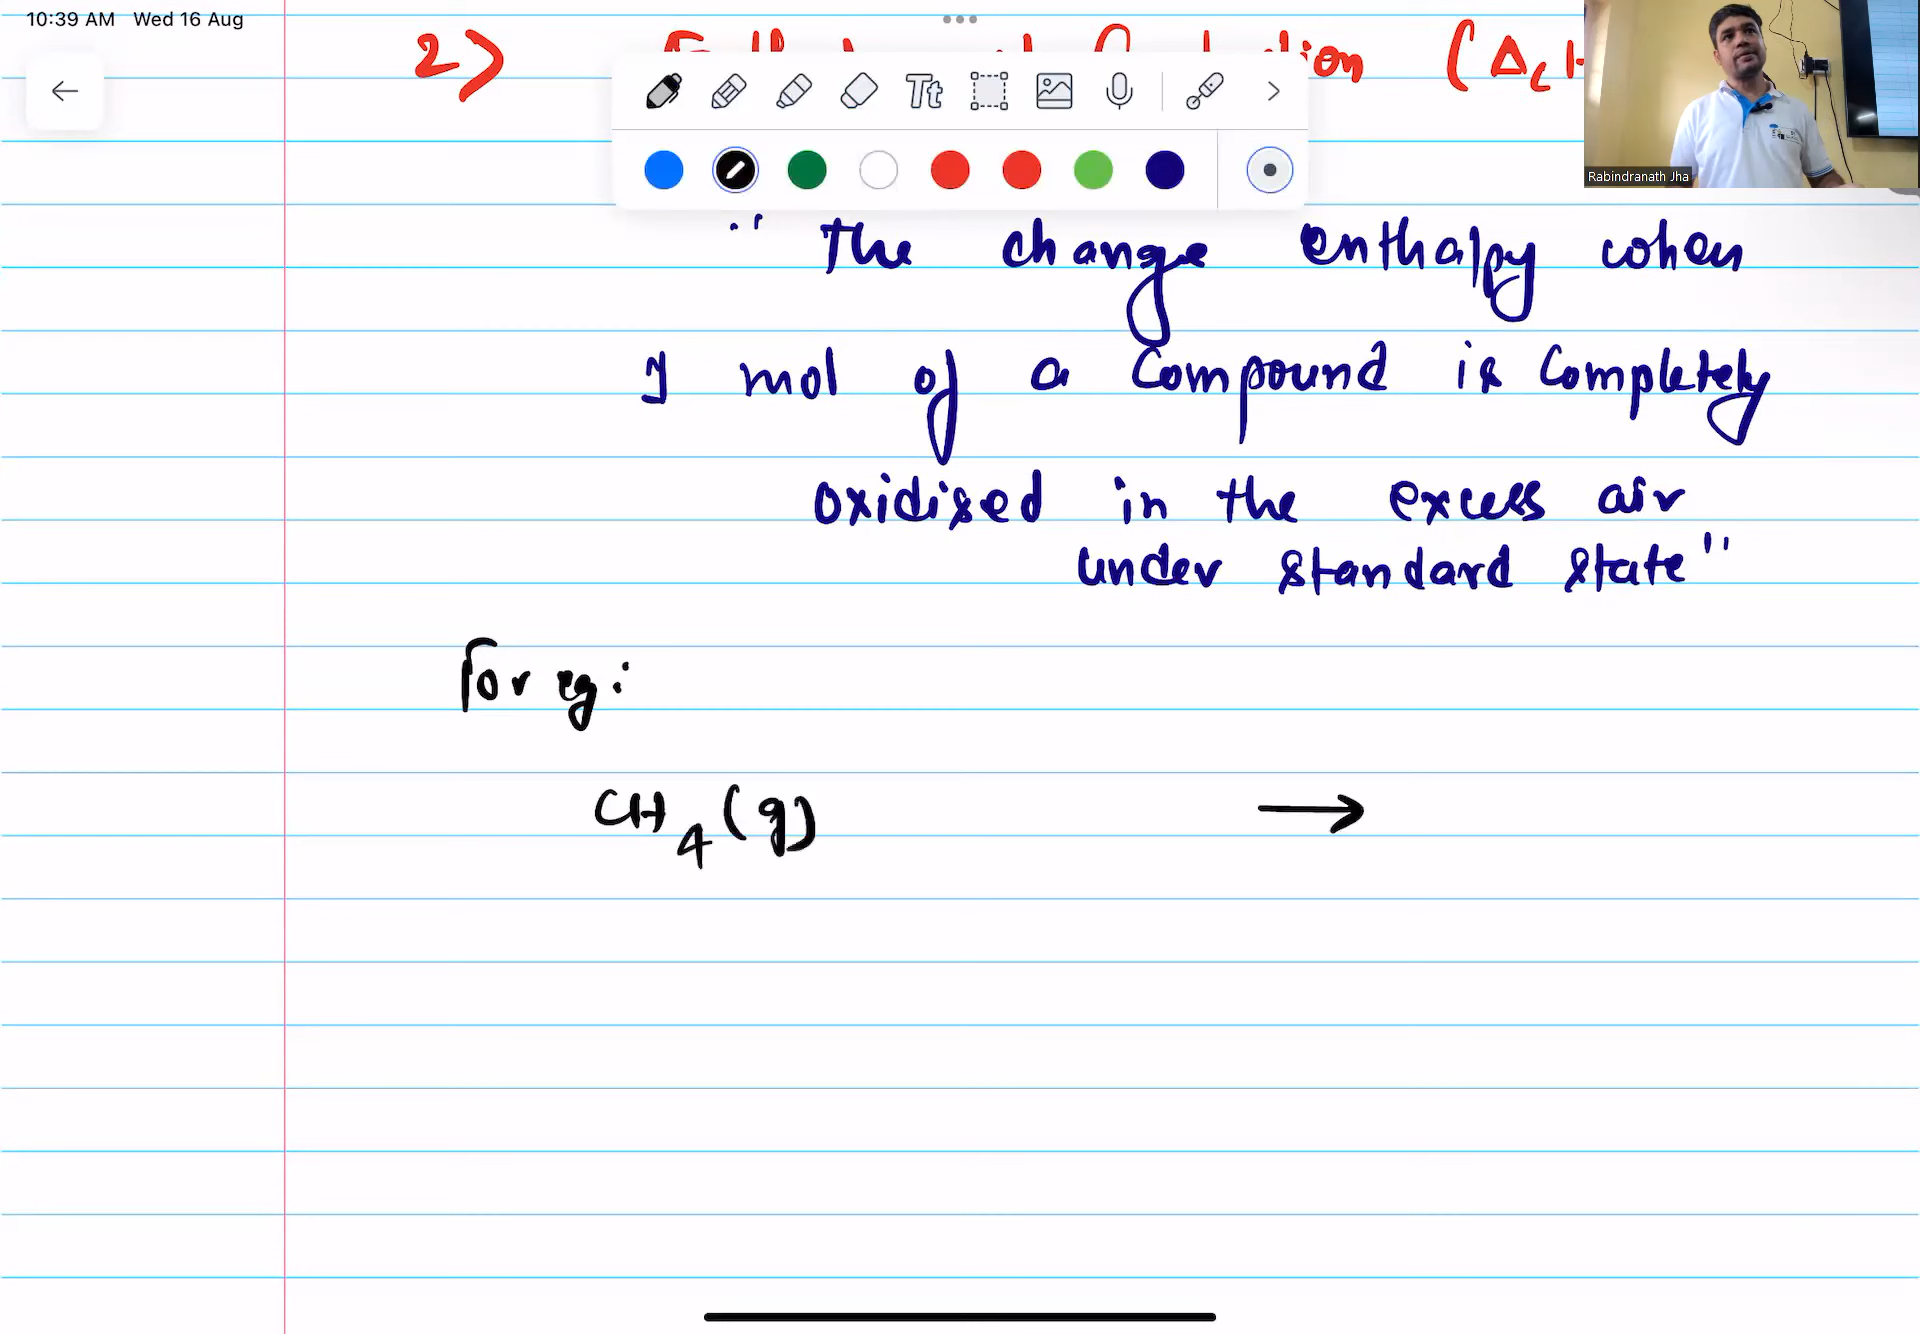 10:39 AM Wed 16 Aug
2)
Tt
Rabindranath Jha
" The change enthalpy when
1 mol of a compound is completely
oxidised in the excess air
under standard state"
For eg:
CH4(g) →